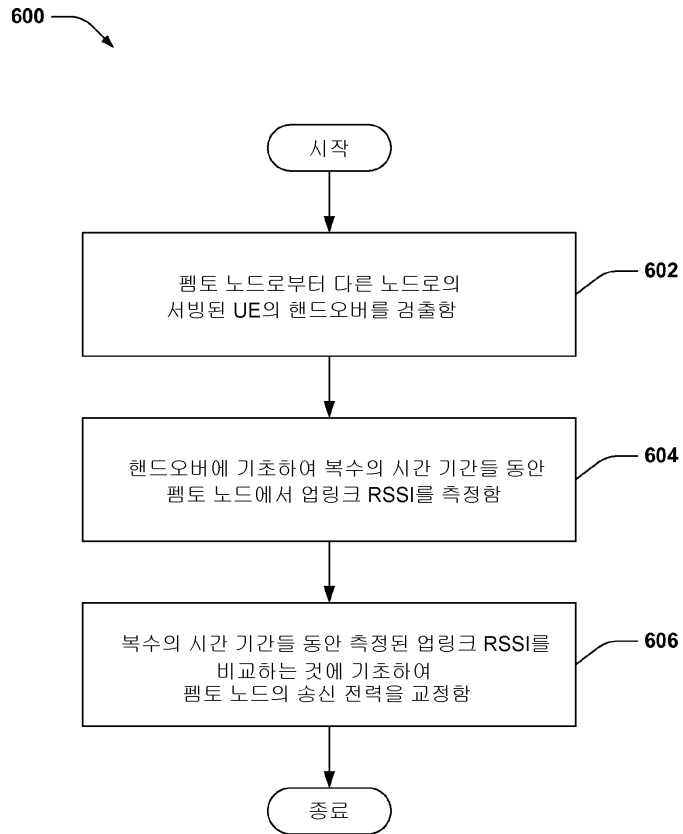 600
시작
펨토 노드로부터 다른 노드로의
서빙된 UE의 핸드오버를 검출함
602
핸드오버에 기초하여 복수의 시간 기간들 동안
펨토 노드에서 업링크 RSSI를 측정함
604
복수의 시간 기간들 동안 측정된 업링크 RSSI를
비교하는 것에 기초하여
펨토 노드의 송신 전력을 교정함
606
종료